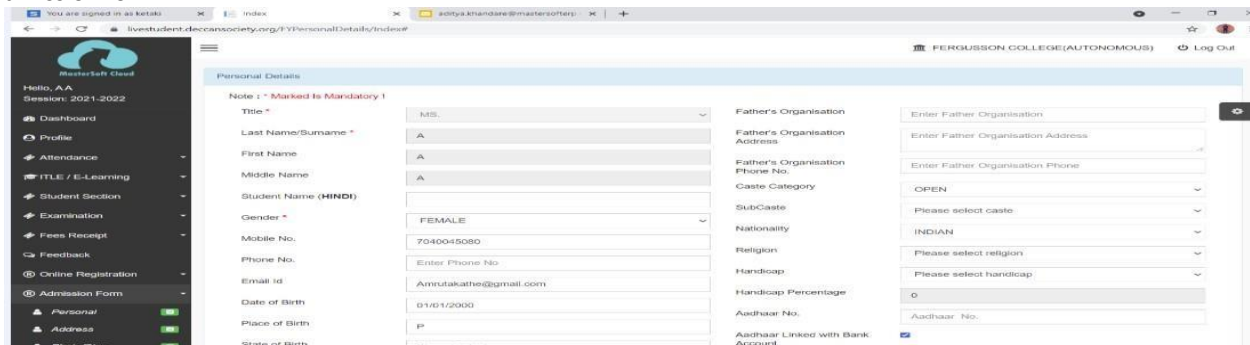 You are signed in as ketaki
Index
aditya.khandare@mastersofterp
livestudent.deccansociety.org/FYPersonalDetails/Index#
FERGUSSON COLLEGE(AUTONOMOUS)
Log Out
MasterSoft Cloud
Hello, A A
Session: 2021-2022
Dashboard
Profile
Attendance
ITLE / E-Learning
Student Section
Examination
Fees Receipt
Feedback
Online Registration
Admission Form
Personal
Address
Personal Details
Note : * Marked Is Mandatory !
Title * MS.
Last Name/Surname * A
First Name A
Middle Name A
Student Name (HINDI)
Gender * FEMALE
Mobile No. 7040045080
Phone No. Enter Phone No
Email Id Amrutakathe@gmail.com
Date of Birth 01/01/2000
Place of Birth P
State of Birth
Father's Organisation Enter Father Organisation
Father's Organisation Enter Father Organisation Address
Address
Father's Organisation Enter Father Organisation Phone
Phone No.
Caste Category OPEN
SubCaste Please select caste
Nationality INDIAN
Religion Please select religion
Handicap Please select handicap
Handicap Percentage 0
Aadhaar No. Aadhaar No.
Aadhaar Linked with Bank
Account